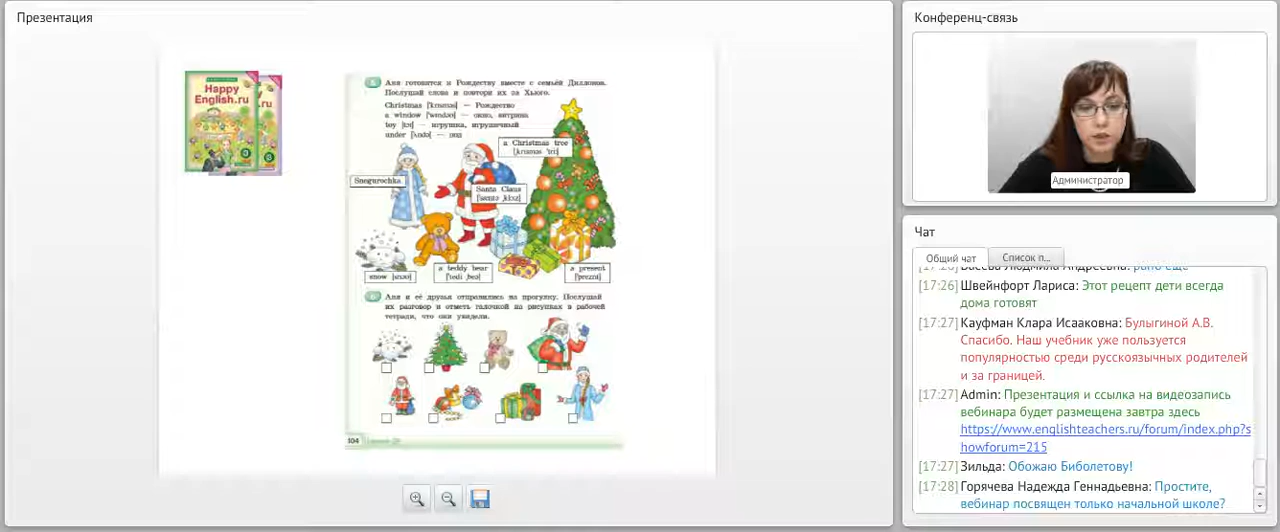 Презентация
Happy
English.ru
5 Аня готовится к Рождеству вместе с семьёй Диллонов.
Послушай слова и повтори их за Хьюго.
Christmas — Рождество
a window — окно, витрина
toy — игрушка, игрушечный
under — под
a Christmas tree
Snegurochka
Santa Claus
snow
a teddy bear
a present
6 Аня и её друзья отправились на прогулку. Послушай
их разговор и отметь галочкой на рисунках в рабочей
тетради, что они увидели.
104
Конференц-связь
Администратор
Чат
Общий чат
Список п...
[17:26] Швейнфорт Лариса: Этот рецепт дети всегда
дома готовят
[17:27] Кауфман Клара Исааковна: Булыгиной А.В.
Спасибо. Наш учебник уже пользуется
популярностью среди русскоязычных родителей
и за границей.
[17:27] Admin: Презентация и ссылка на видеозапись
вебинара будет размещена завтра здесь
https://www.englishteachers.ru/forum/index.php?s
howforum=215
[17:27] Зильда: Обожаю Биболетову!
[17:28] Горячева Надежда Геннадьевна: Простите,
вебинар посвящен только начальной школе?